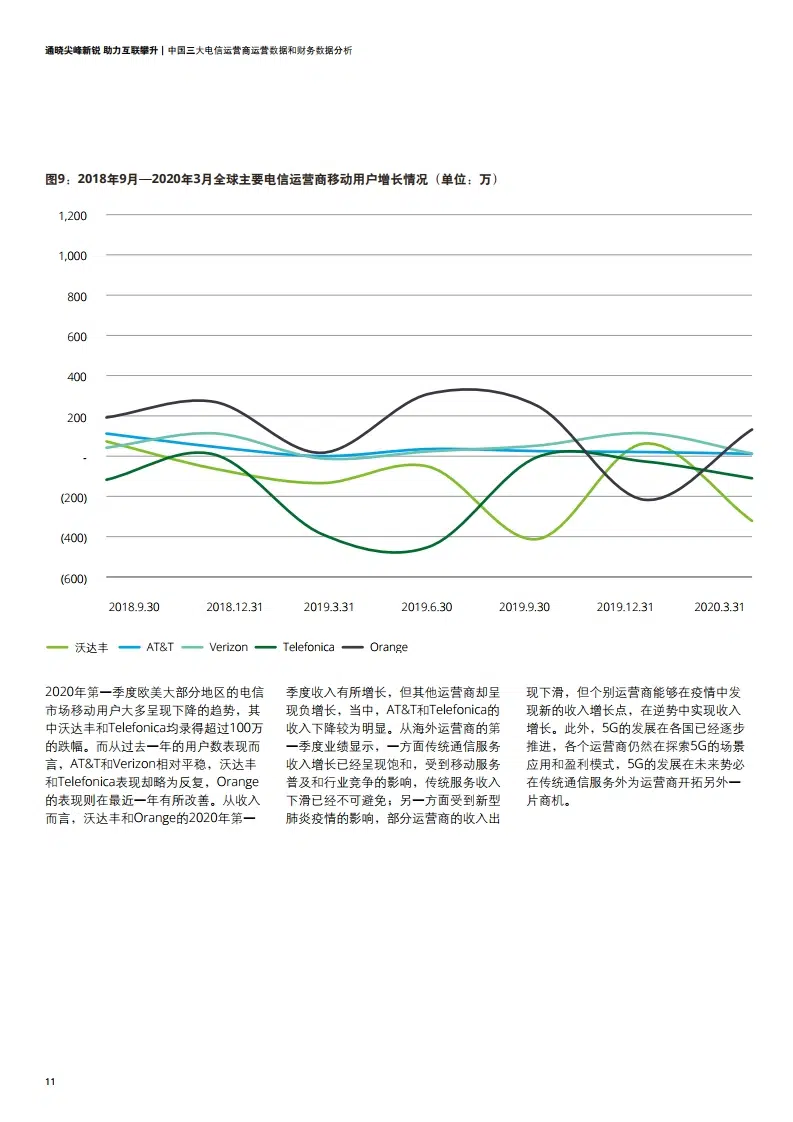 通晓尖峰新锐 助力互联攀升 | 中国三大电信运营商运营数据和财务数据分析
图9：2018年9月—2020年3月全球主要电信运营商移动用户增长情况（单位：万）
1,200
1,000
800
600
400
200
-
(200)
(400)
(600)
2018.9.30 2018.12.31 2019.3.31 2019.6.30 2019.9.30 2019.12.31 2020.3.31
沃达丰 AT&T Verizon Telefonica Orange
2020年第一季度欧美大部分地区的电信
市场移动用户大多呈现下降的趋势，其
中沃达丰和Telefonica均录得超过100万
的跌幅。而从过去一年的用户数表现而
言，AT&T和Verizon相对平稳，沃达丰
和Telefonica表现却略为反复，Orange
的表现则在最近一年有所改善。从收入
而言，沃达丰和Orange的2020年第一
季度收入有所增长，但其他运营商却呈
现负增长，当中，AT&T和Telefonica的
收入下降较为明显。从海外运营商的第
一季度业绩显示，一方面传统通信服务
收入增长已经呈现饱和，受到移动服务
普及和行业竞争的影响，传统服务收入
下滑已经不可避免；另一方面受到新型
肺炎疫情的影响，部分运营商的收入出
现下滑，但个别运营商能够在疫情中发
现新的收入增长点，在逆势中实现收入
增长。此外，5G的发展在各国已经逐步
推进，各个运营商仍然在探索5G的场景
应用和盈利模式，5G的发展在未来势必
在传统通信服务外为运营商开拓另外一
片商机。
11